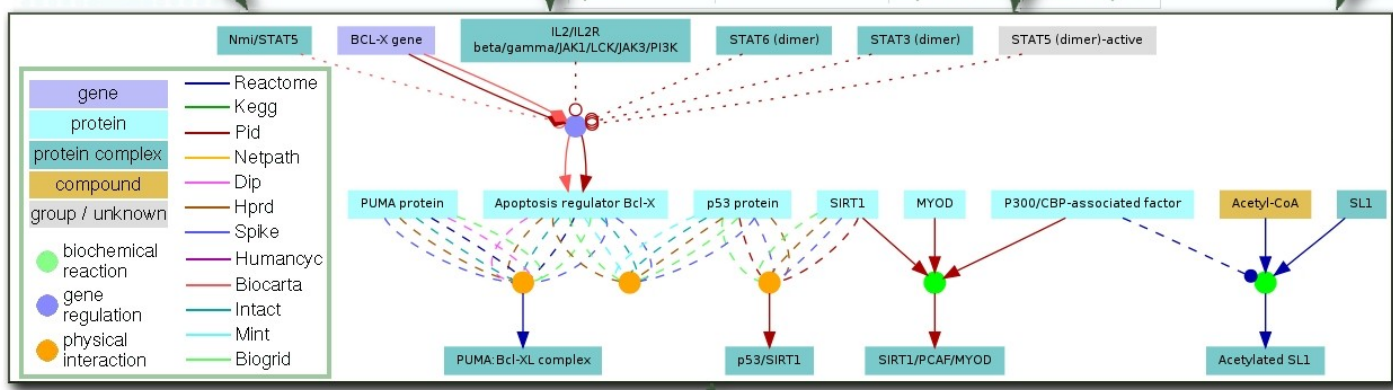 Nmi/STAT5
BCL-X gene
IL2/IL2R
beta/gamma/JAK1/LCK/JAK3/PI3K
STAT6 (dimer)
STAT3 (dimer)
STAT5 (dimer)-active
gene
protein
protein complex
compound
group / unknown
biochemical
reaction
gene
regulation
physical
interaction
Reactome
Kegg
Pid
Netpath
Dip
Hprd
Spike
Humancyc
Biocarta
Intact
Mint
Biogrid
PUMA protein
Apoptosis regulator Bcl-X
p53 protein
SIRT1
MYOD
P300/CBP-associated factor
Acetyl-CoA
SL1
PUMA:Bcl-XL complex
p53/SIRT1
SIRT1/PCAF/MYOD
Acetylated SL1